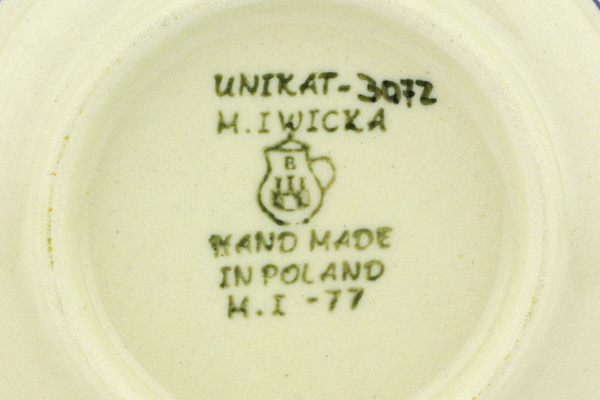 UNIKAT-3072
M.IWICKA
B
HAND MADE
IN POLAND
M.I -77